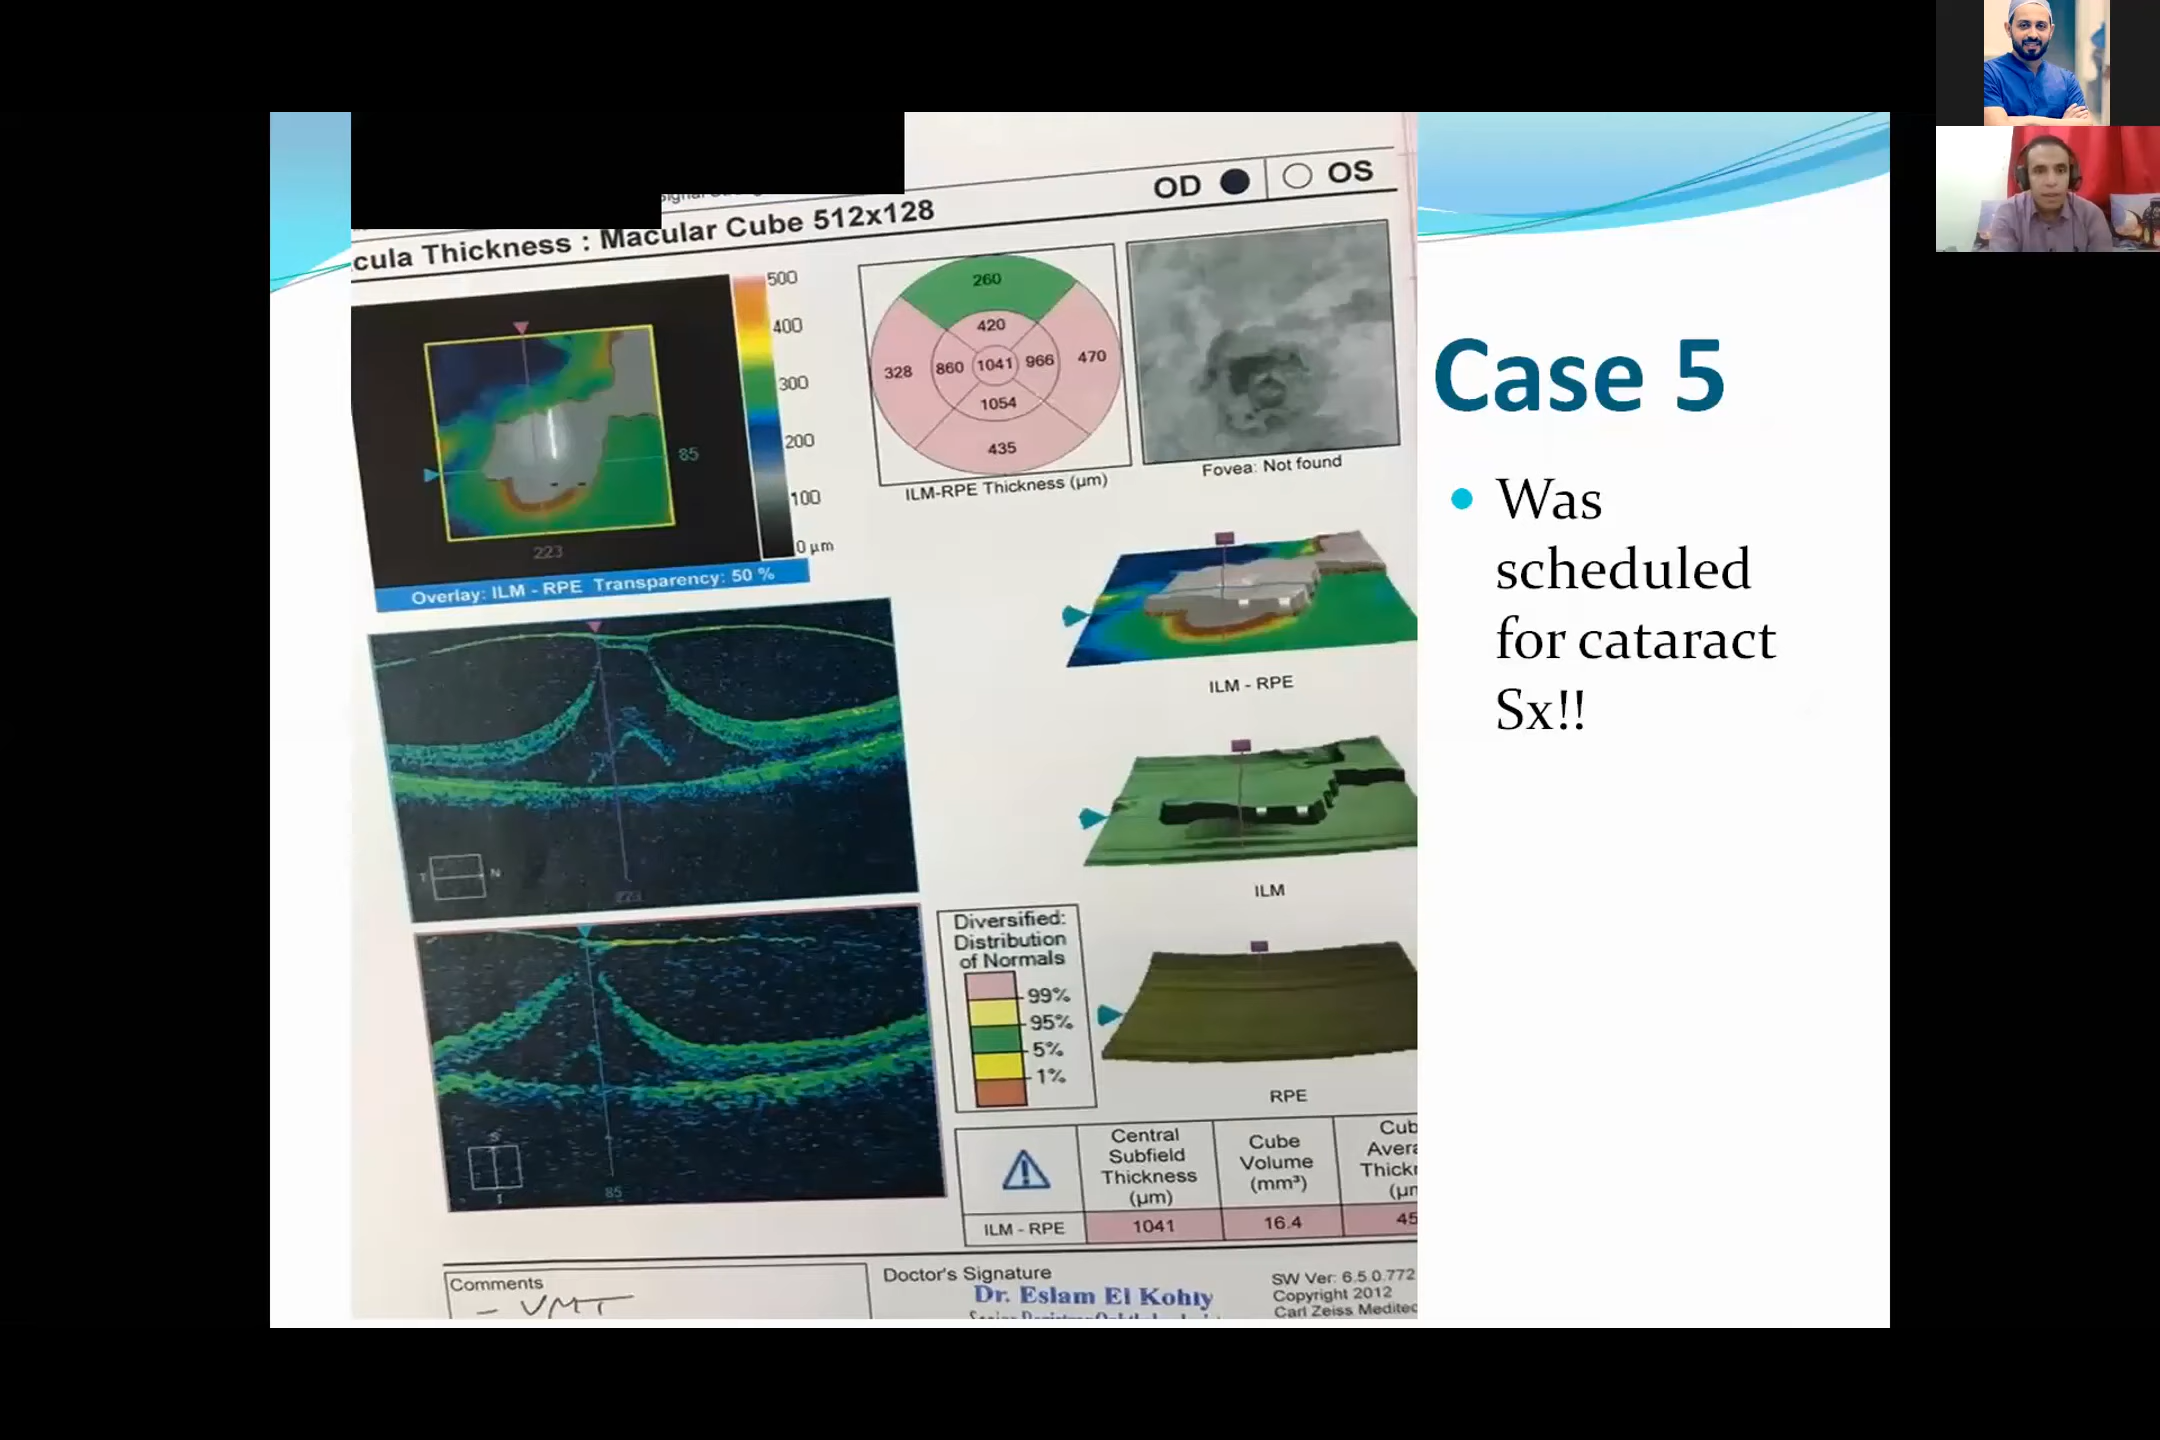 OD OS
cula Thickness : Macular Cube 512x128
500
400
300
200
100
0 µm
85
223
Overlay: ILM - RPE Transparency: 50 %
260
420
328 860 1041 966 470
1054
435
ILM-RPE Thickness (µm)
Fovea: Not found
Case 5
Was
scheduled
for cataract
Sx!!
ILM - RPE
ILM
RPE
T N
223
S
I
85
Diversified:
Distribution
of Normals
99%
95%
5%
1%
Central
Subfield
Thickness
(µm)
Cube
Volume
(mm³)
ILM - RPE 1041 16.4 45
Comments
- VMT
Doctor's Signature
Dr. Eslam El Kohty
SW Ver: 6.5.0.772
Copyright 2012
Carl Zeiss Meditec